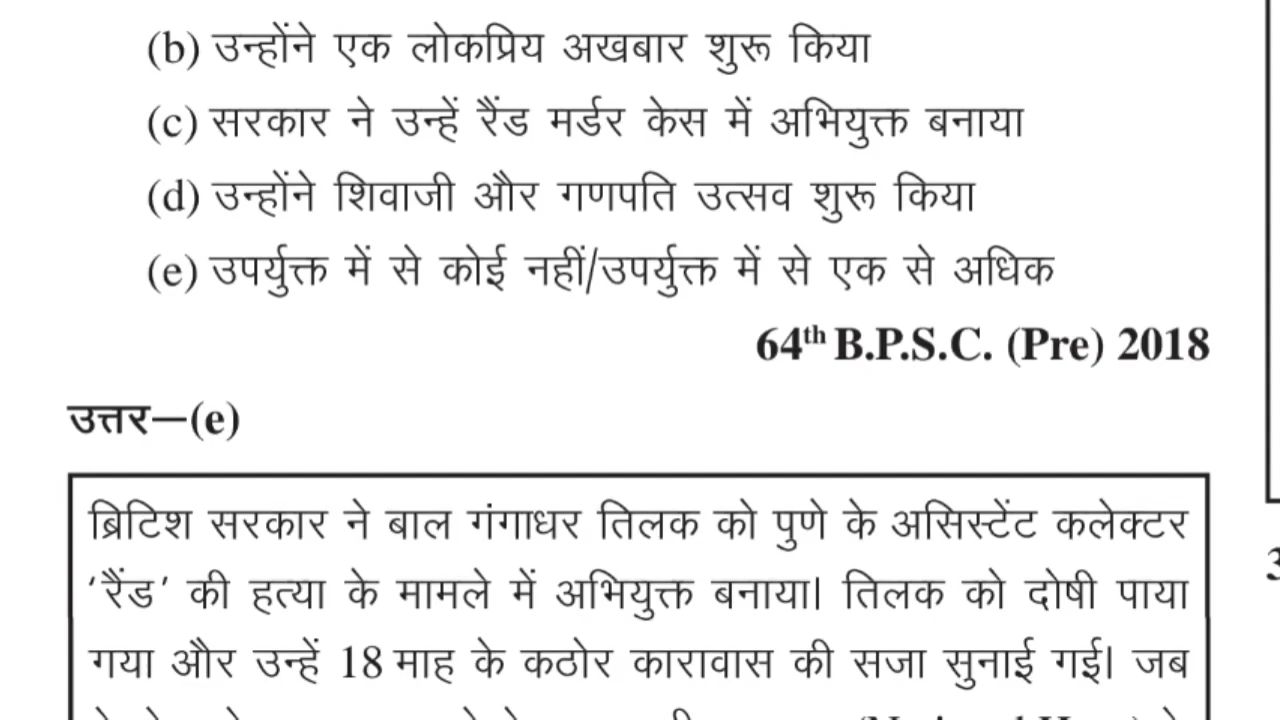 (b) उन्होंने एक लोकप्रिय अखबार शुरू किया
(c) सरकार ने उन्हें रैंड मर्डर केस में अभियुक्त बनाया
(d) उन्होंने शिवाजी और गणपति उत्सव शुरू किया
(e) उपर्युक्त में से कोई नहीं/उपर्युक्त में से एक से अधिक
64th B.P.S.C. (Pre) 2018
उत्तर—(e)
ब्रिटिश सरकार ने बाल गंगाधर तिलक को पुणे के असिस्टेंट कलेक्टर
‘रैंड’ की हत्या के मामले में अभियुक्त बनाया। तिलक को दोषी पाया
गया और उन्हें 18 माह के कठोर कारावास की सजा सुनाई गई। जब